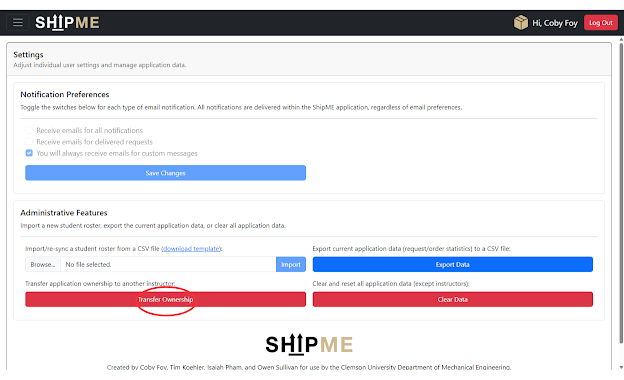 SHIPME
Hi, Coby Foy
Log Out
Settings
Adjust individual user settings and manage application data.
Notification Preferences
Toggle the switches below for each type of email notification. All notifications are delivered within the ShipME application, regardless of email preferences.
Receive emails for all notifications
Receive emails for delivered requests
You will always receive emails for custom messages
Save Changes
Administrative Features
Import a new student roster, export the current application data, or clear all application data.
Import/re-sync a student roster from a CSV file (download template):
Browse... No file selected. Import
Export current application data (request/order statistics) to a CSV file:
Export Data
Transfer application ownership to another instructor:
Transfer Ownership
Clear and reset all application data (except instructors):
Clear Data
SHIPME
Created by Coby Foy, Tim Koehler, Isaiah Pham, and Owen Sullivan for use by the Clemson University Department of Mechanical Engineering.